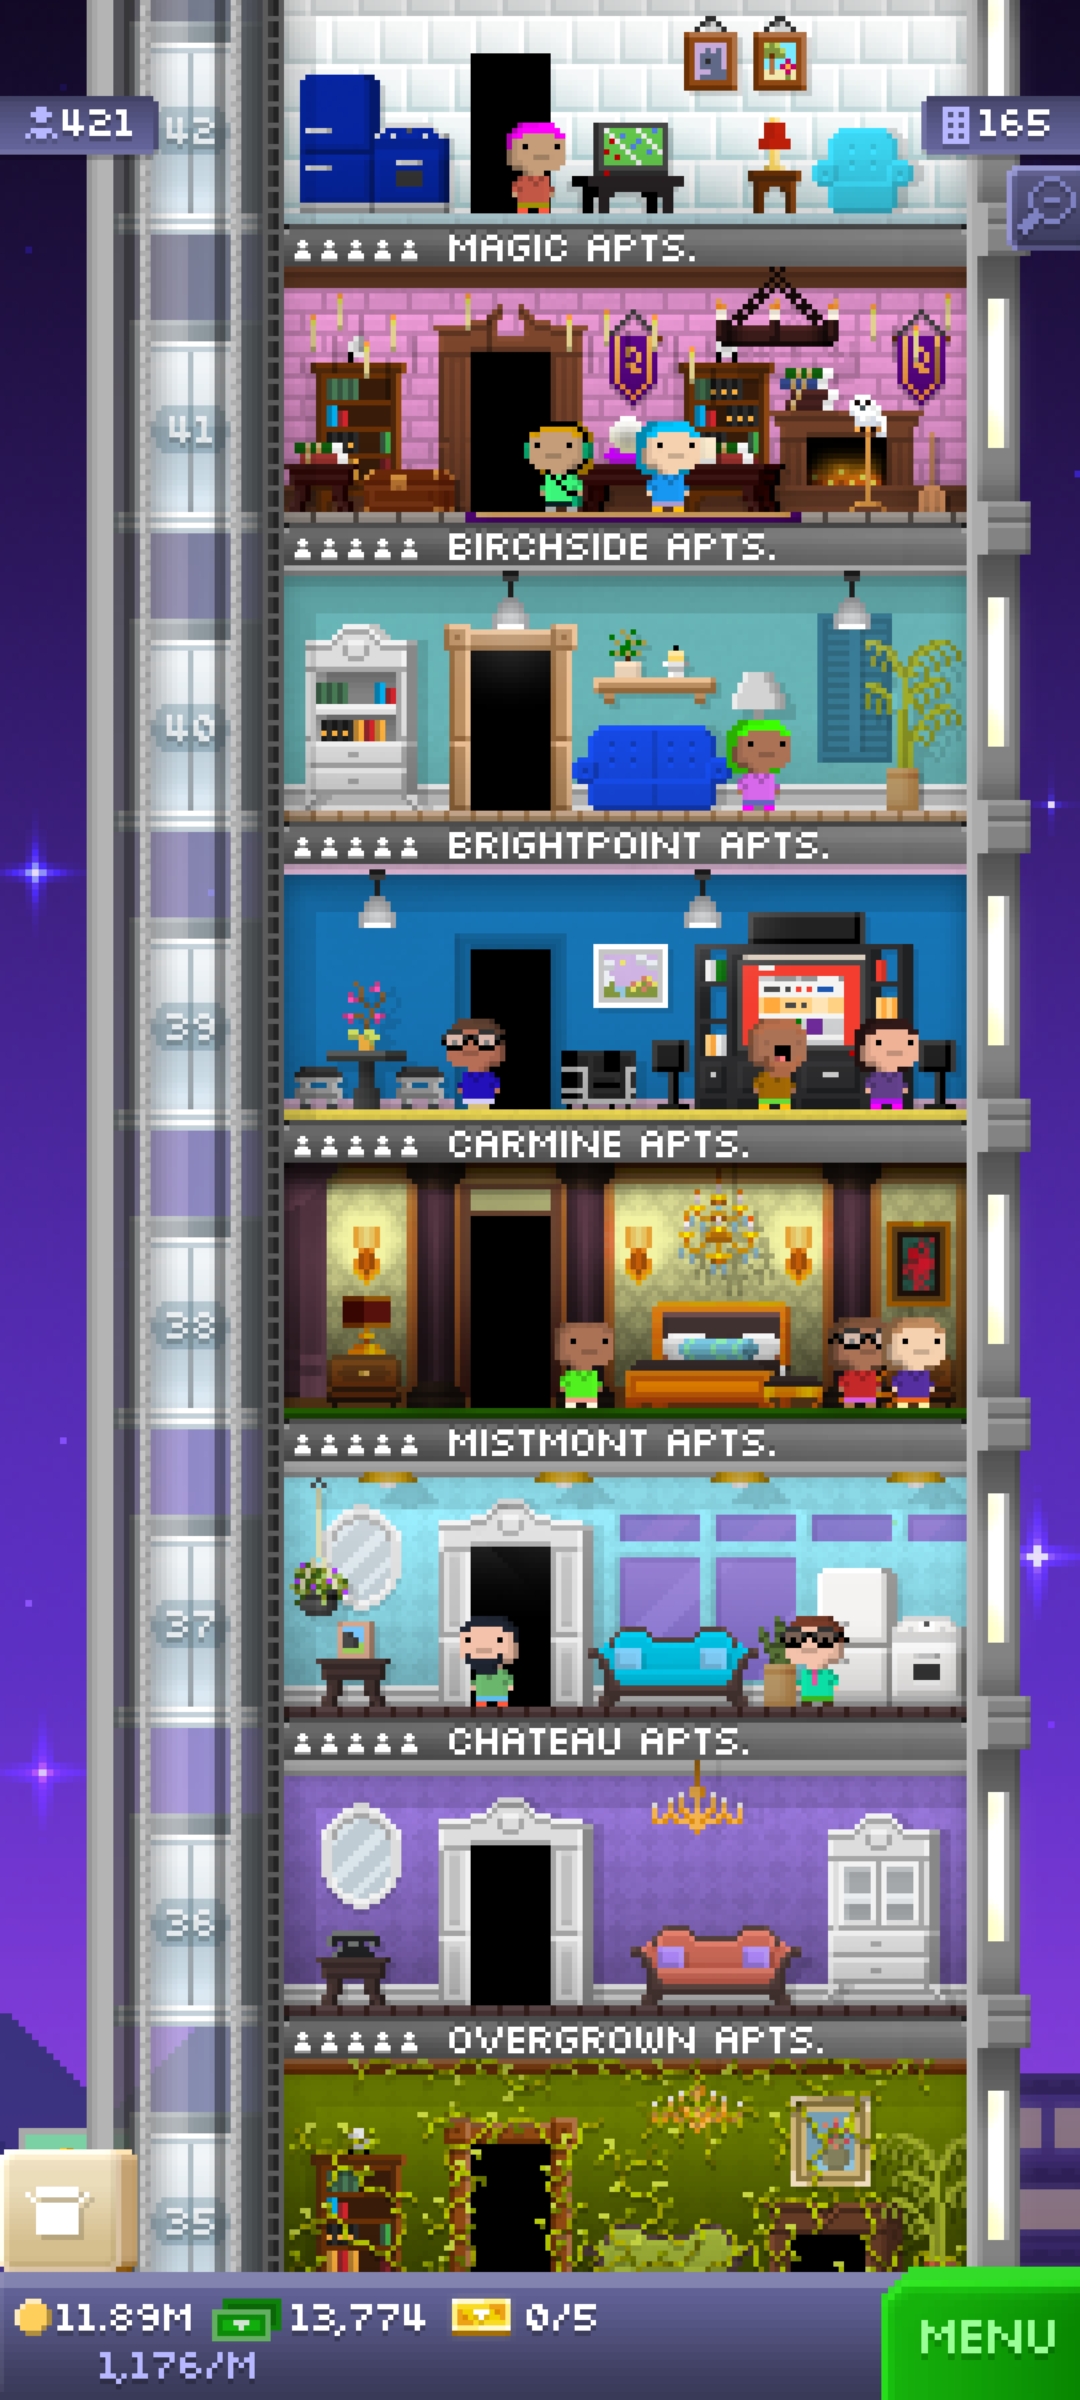 421
42
165
MAGIC APTS.
41
BIRCHSIDE APTS.
40
BRIGHTPOINT APTS.
39
CARMINE APTS.
38
MISTMONT APTS.
37
CHATEAU APTS.
36
OVERGROWN APTS.
35
11.89M 13,774 0/5
1,176/M
MENU